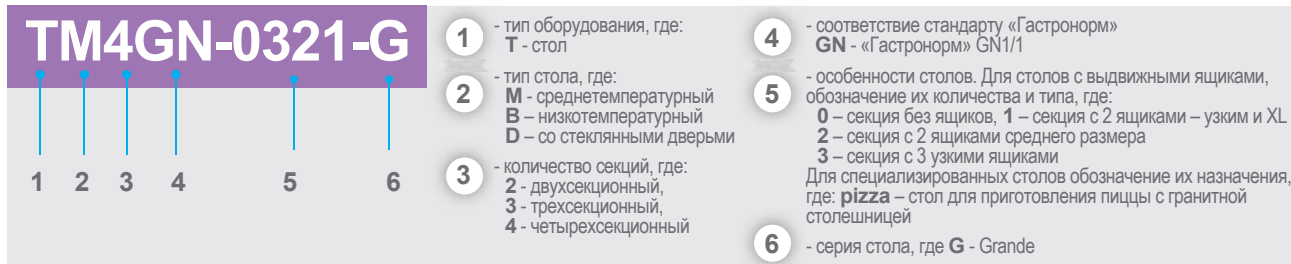 TM4GN-0321-G
1 2 3 4 5 6
1 - тип оборудования, где:
T - стол
2 - тип стола, где:
M - среднетемпературный
B – низкотемпературный
D – со стеклянными дверьми
3 - количество секций, где:
2 - двухсекционный,
3 - трехсекционный,
4 - четырехсекционный
4 - соответствие стандарту «Гастронорм»
GN - «Гастронорм» GN1/1
5 - особенности столов. Для столов с выдвижными ящиками,
обозначение их количества и типа, где:
0 – секция без ящиков, 1 – секция с 2 ящиками – узким и XL
2 – секция с 2 ящиками среднего размера
3 – секция с 3 узкими ящиками
Для специализированных столов обозначение их назначения,
где: pizza – стол для приготовления пиццы с гранитной
столешницей
6 - серия стола, где G - Grande